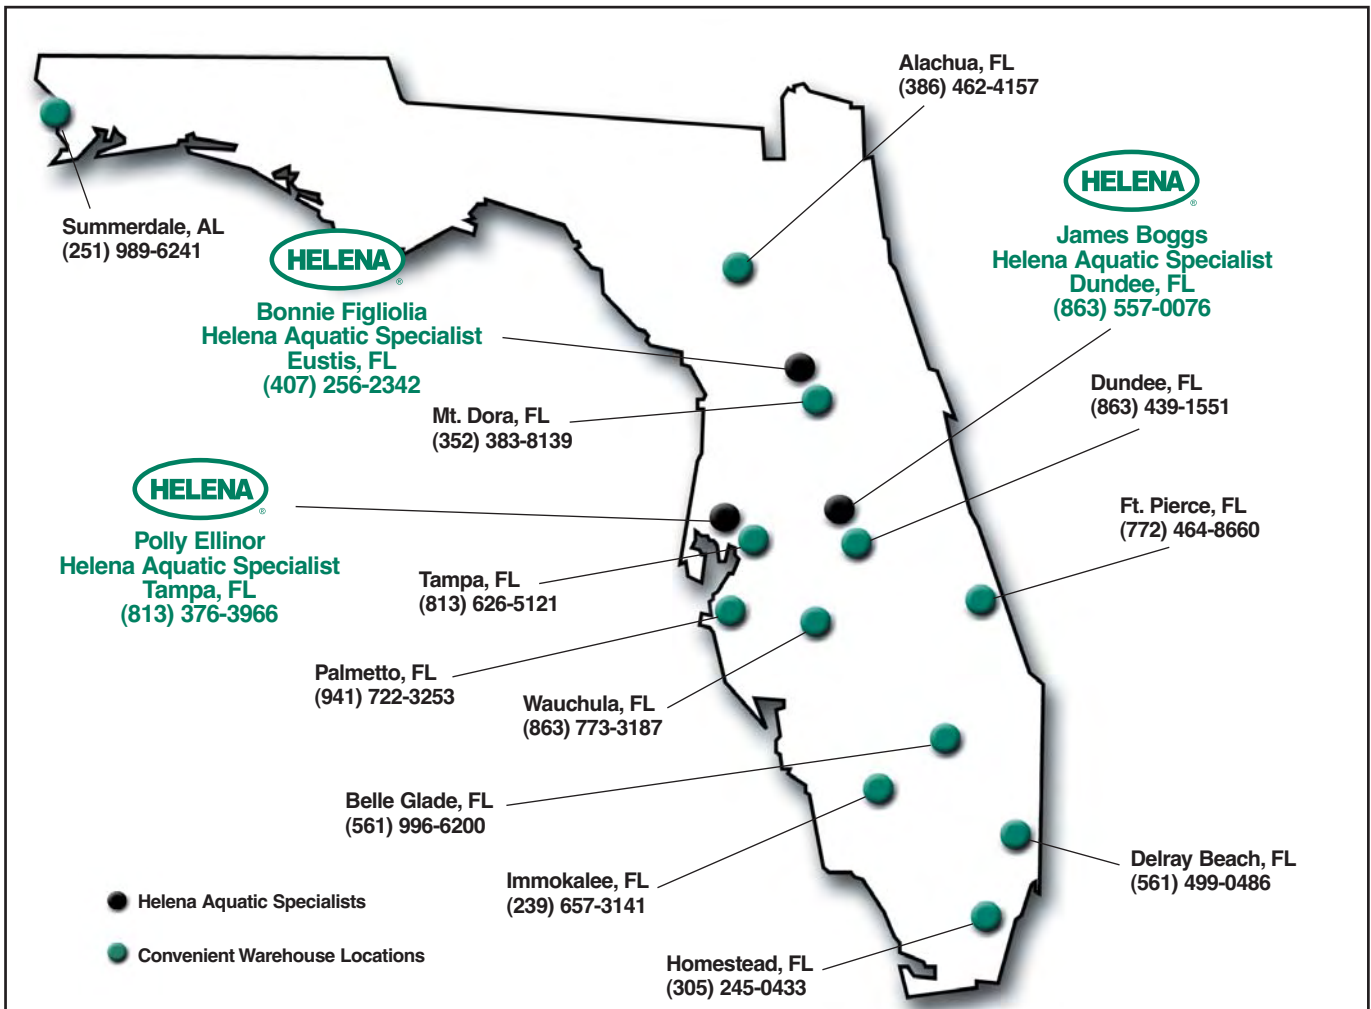 Alachua, FL
(386) 462-4157
HELENA
®
James Boggs
Helena Aquatic Specialist
Dundee, FL
(863) 557-0076
Summerdale, AL
(251) 989-6241
HELENA
®
Bonnie Figliolia
Helena Aquatic Specialist
Eustis, FL
(407) 256-2342
Dundee, FL
(863) 439-1551
Mt. Dora, FL
(352) 383-8139
HELENA
®
Polly Ellinor
Helena Aquatic Specialist
Tampa, FL
(813) 376-3966
Ft. Pierce, FL
(772) 464-8660
Tampa, FL
(813) 626-5121
Palmetto, FL
(941) 722-3253
Wauchula, FL
(863) 773-3187
Belle Glade, FL
(561) 996-6200
Delray Beach, FL
(561) 499-0486
Immokalee, FL
(239) 657-3141
Homestead, FL
(305) 245-0433
Helena Aquatic Specialists
Convenient Warehouse Locations